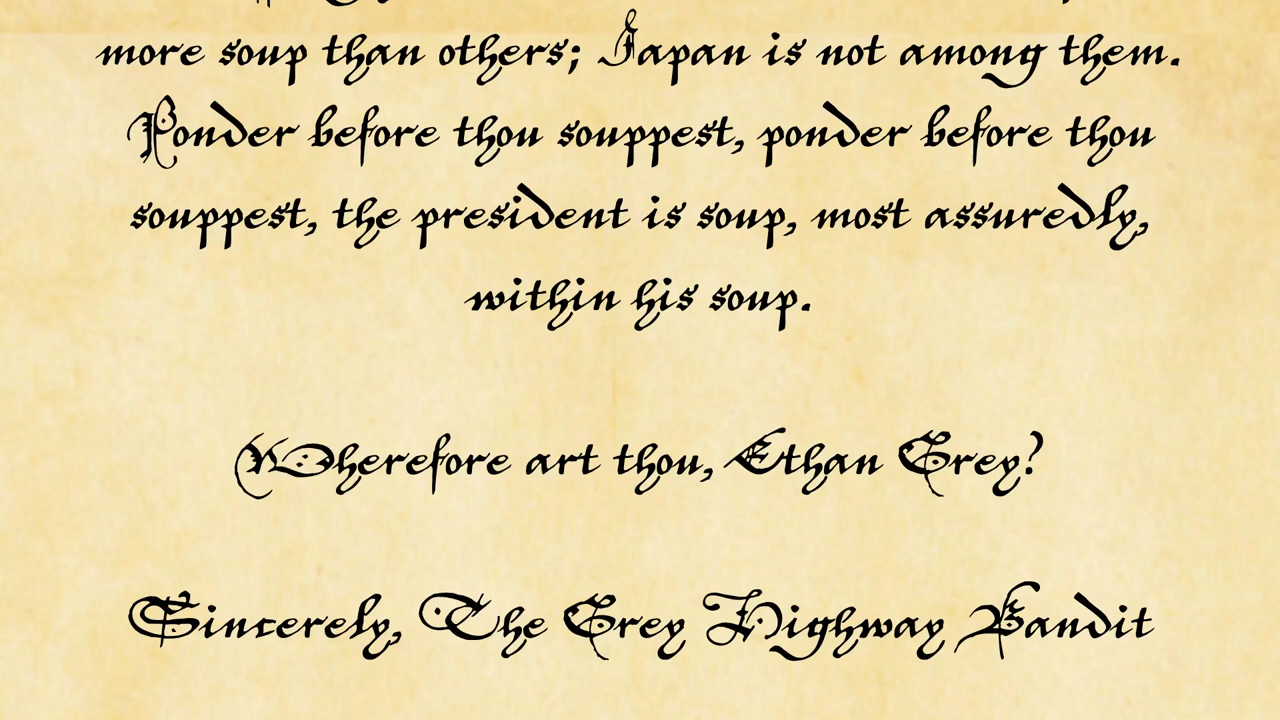 more soup than others; Japan is not among them.
Ponder before thou souppest, ponder before thou
souppest, the president is soup, most assuredly,
within his soup.
Wherefore art thou, Ethan Grey?
Sincerely, The Grey Highway Bandit